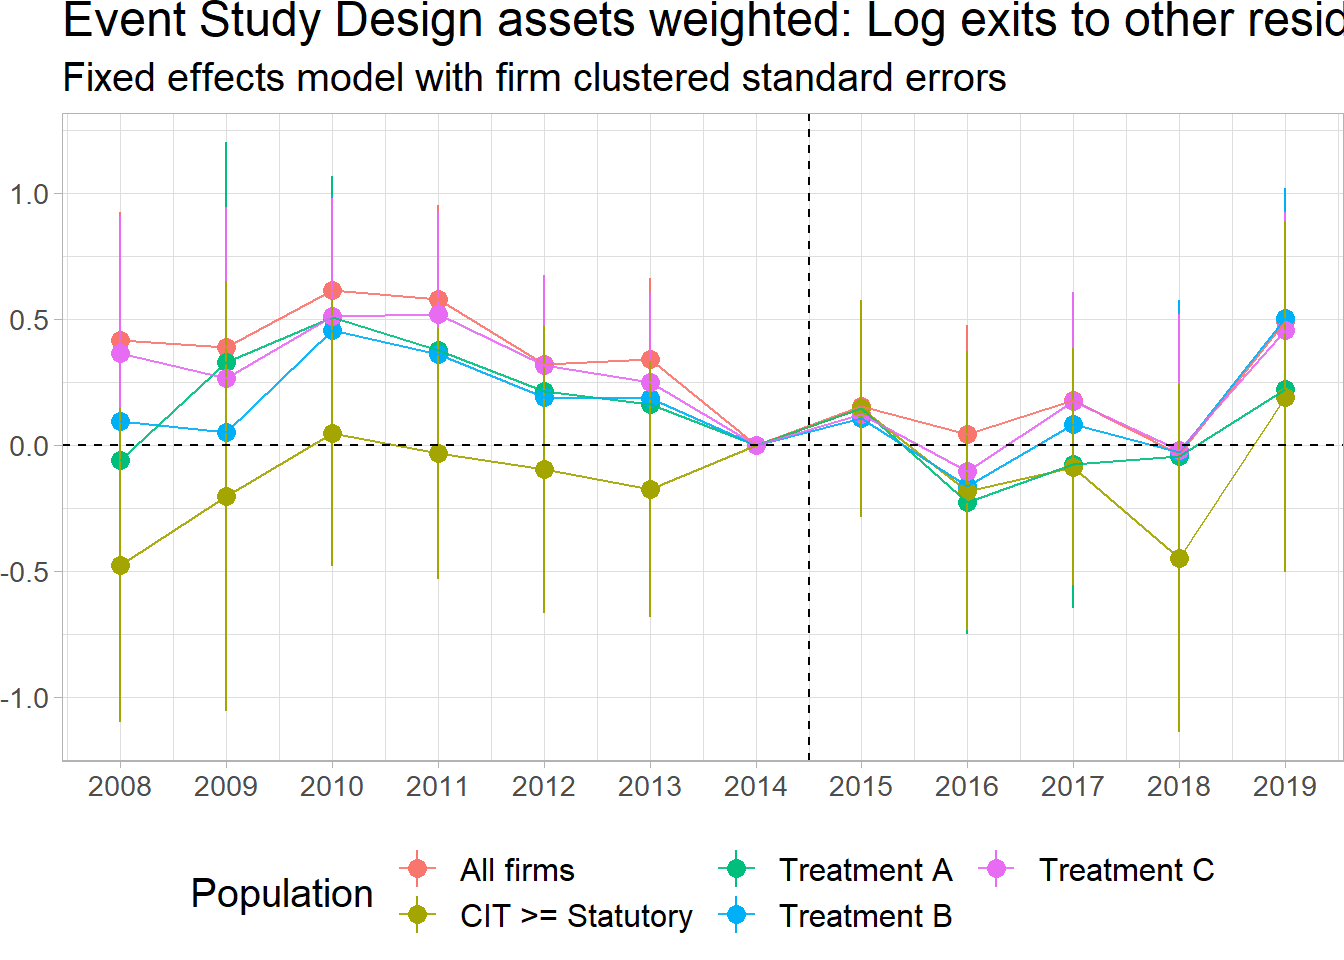 Event Study Design assets weighted: Log exits to other resid
Fixed effects model with firm clustered standard errors
1.0
0.5
0.0
-0.5
-1.0
2008 2009 2010 2011 2012 2013 2014 2015 2016 2017 2018 2019
Population
All firms
CIT >= Statutory
Treatment A
Treatment B
Treatment C